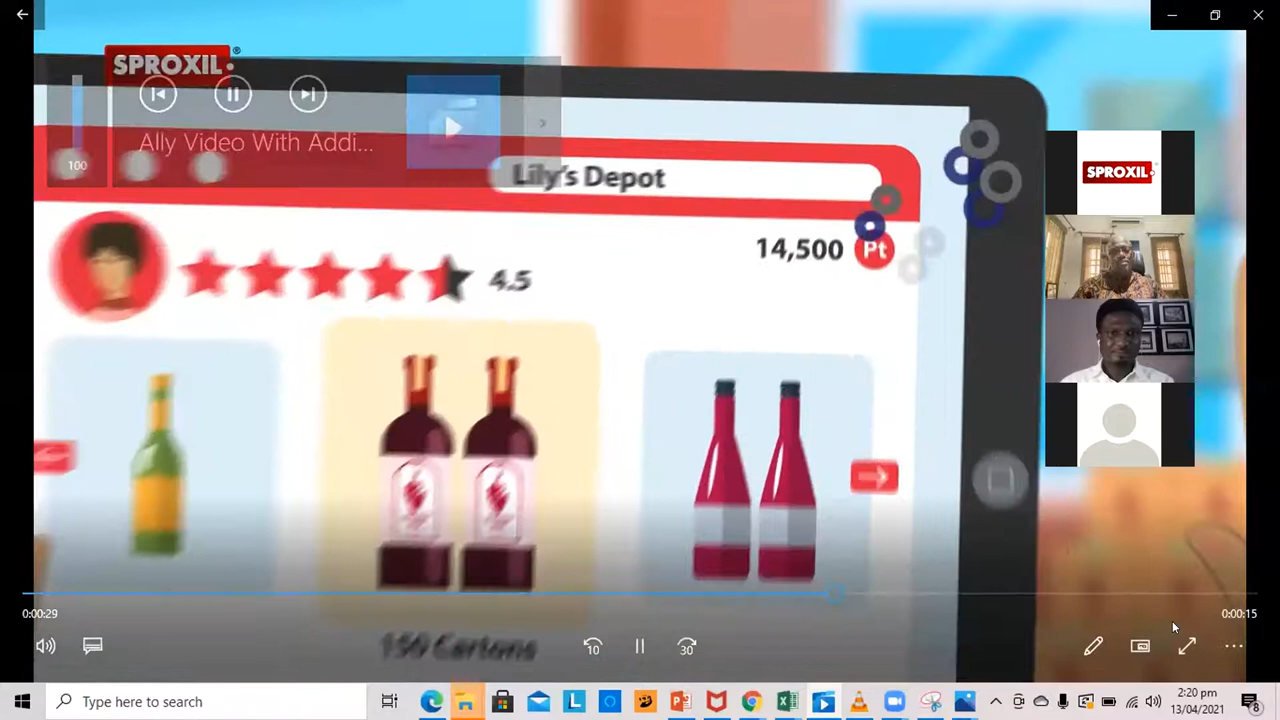 SPROXIL®
Ally Video With Addi...
100
Lily's Depot
SPROXIL
14,500 Pt
4.5
150 Cartons
0:00:29
0:00:15
10
30
Type here to search
L
2:20 pm
13/04/2021
8